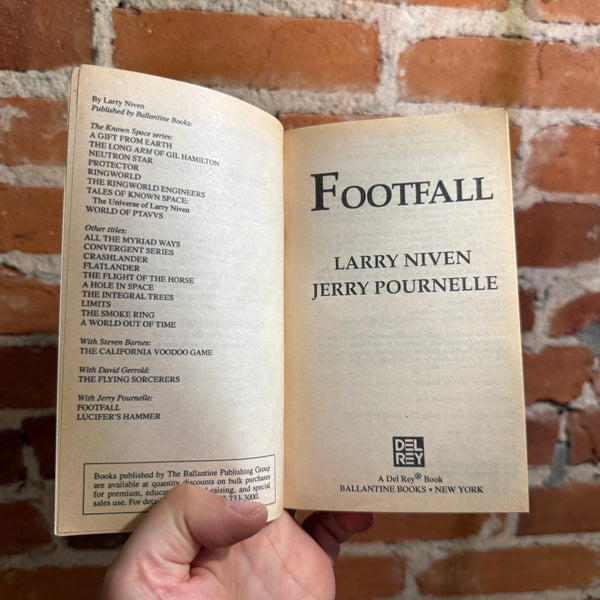 By Larry Niven
Published by Ballantine Books:
The Known Space series:
A GIFT FROM EARTH
THE LONG ARM OF GIL HAMILTON
NEUTRON STAR
PROTECTOR
RINGWORLD
THE RINGWORLD ENGINEERS
TALES OF KNOWN SPACE:
The Universe of Larry Niven
WORLD OF PTAVVS
Other titles:
ALL THE MYRIAD WAYS
CONVERGENT SERIES
CRASHLANDER
FLATLANDER
THE FLIGHT OF THE HORSE
A HOLE IN SPACE
THE INTEGRAL TREES
LIMITS
THE SMOKE RING
A WORLD OUT OF TIME
With Steven Barnes:
THE CALIFORNIA VOODOO GAME
With David Gerrold:
THE FLYING SORCERERS
With Jerry Pournelle:
FOOTFALL
LUCIFER'S HAMMER
Books published by The Ballantine Publishing Group
are available at quantity discounts on bulk purchases
for premium, raising, and special
sales use. For 733-3000.
FOOTFALL
LARRY NIVEN
JERRY POURNELLE
DEL
REY
A Del Rey® Book
BALLANTINE BOOKS • NEW YORK